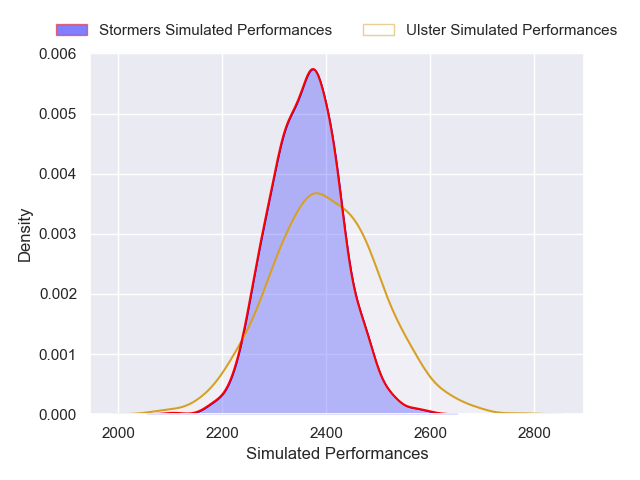 Stormers Simulated Performances Ulster Simulated Performances
0.006
0.005
0.004
0.003
0.002
0.001
0.000
Density
2000 2200 2400 2600 2800
Simulated Performances